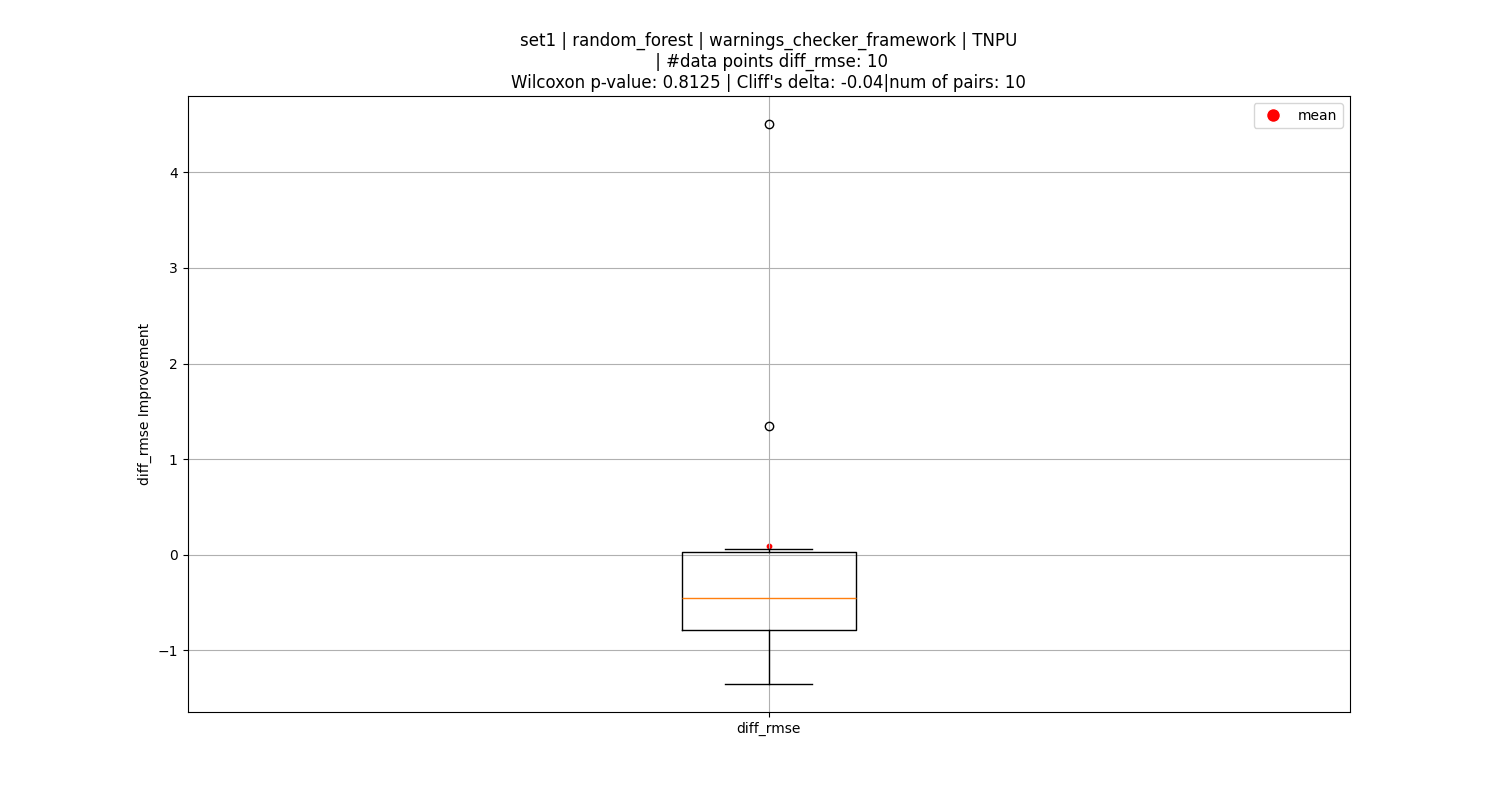 set1 | random_forest | warnings_checker_framework | TNPU
| #data points diff_rmse: 10
Wilcoxon p-value: 0.8125 | Cliff's delta: -0.04|num of pairs: 10
mean
4
3
2
1
0
−1
diff_rmse Improvement
diff_rmse